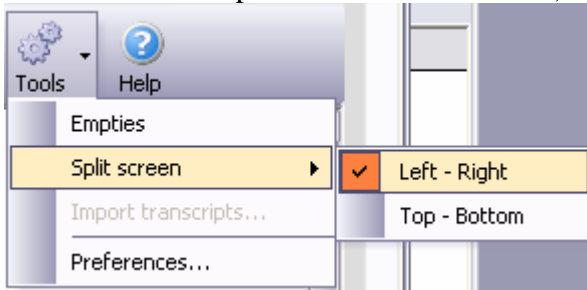 Tools Help
Empties
Split screen Left - Right
Import transcripts... Top - Bottom
Preferences...